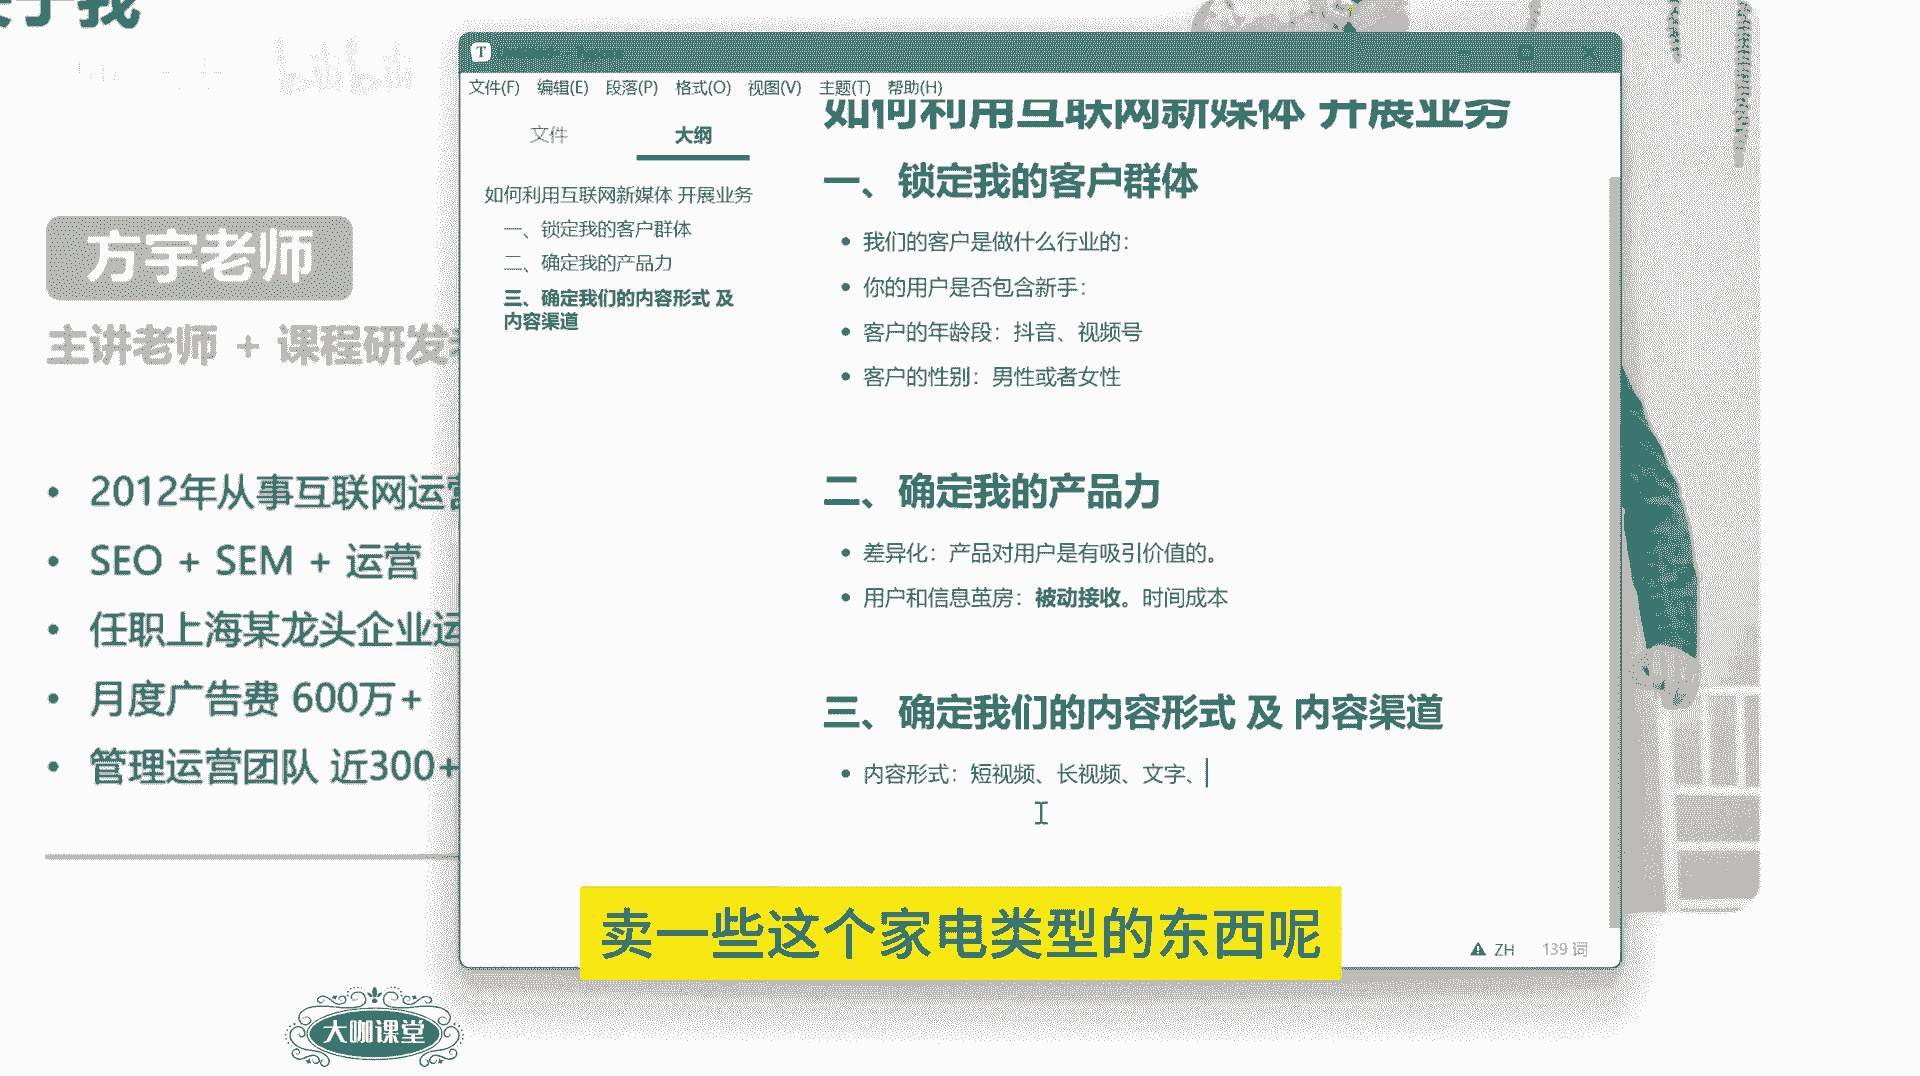 于我
bilibili
方宇老师
主讲老师 + 课程研发
2012年从事互联网运营
SEO + SEM + 运营
任职上海某龙头企业运
月度广告费 600万+
管理运营团队 近300+
大咖课堂
T
文件(F) 编辑(E) 段落(P) 格式(O) 视图(V) 主题(T) 帮助(H)
文件 大纲
如何利用互联网新媒体 开展业务
一、锁定我的客户群体
二、确定我的产品力
三、确定我们的内容形式 及
内容渠道
如何利用互联网新媒体 开展业务
一、锁定我的客户群体
我们的客户是做什么行业的：
你的用户是否包含新手：
客户的年龄段：抖音、视频号
客户的性别：男性或者女性
二、确定我的产品力
差异化：产品对用户是有吸引价值的。
用户和信息茧房：被动接收。时间成本
三、确定我们的内容形式 及 内容渠道
内容形式：短视频、长视频、文字、
ZH 139 词
卖一些这个家电类型的东西呢